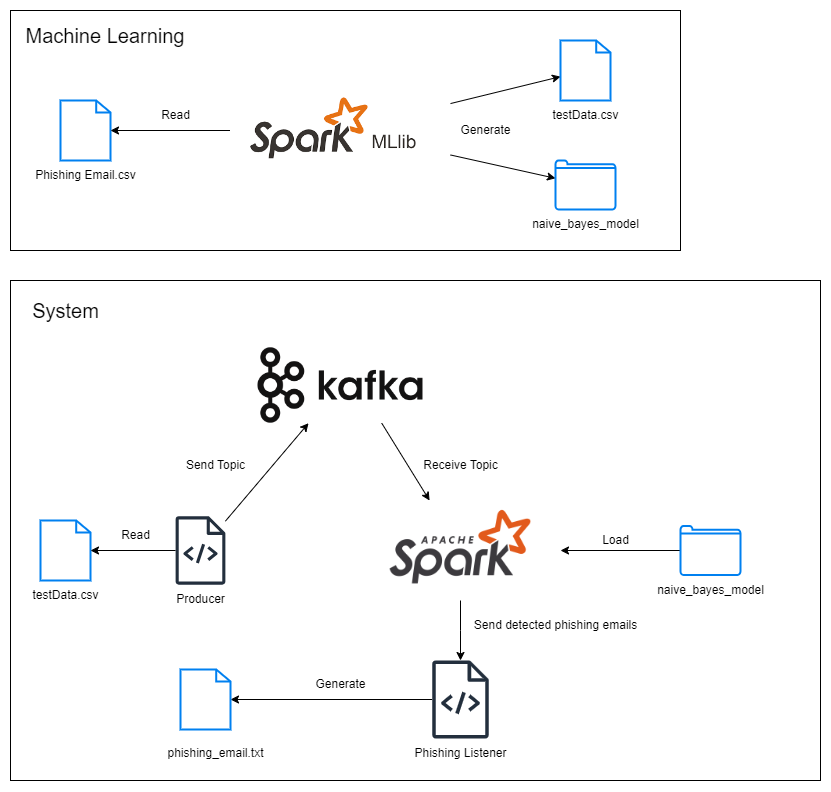 Machine Learning
Read
Phishing Email.csv
Spark MLlib
Generate
testData.csv
naive_bayes_model
System
kafka
Send Topic
Receive Topic
Read
testData.csv
Producer
APACHE
Spark
Load
naive_bayes_model
Send detected phishing emails
Generate
phishing_email.txt
Phishing Listener